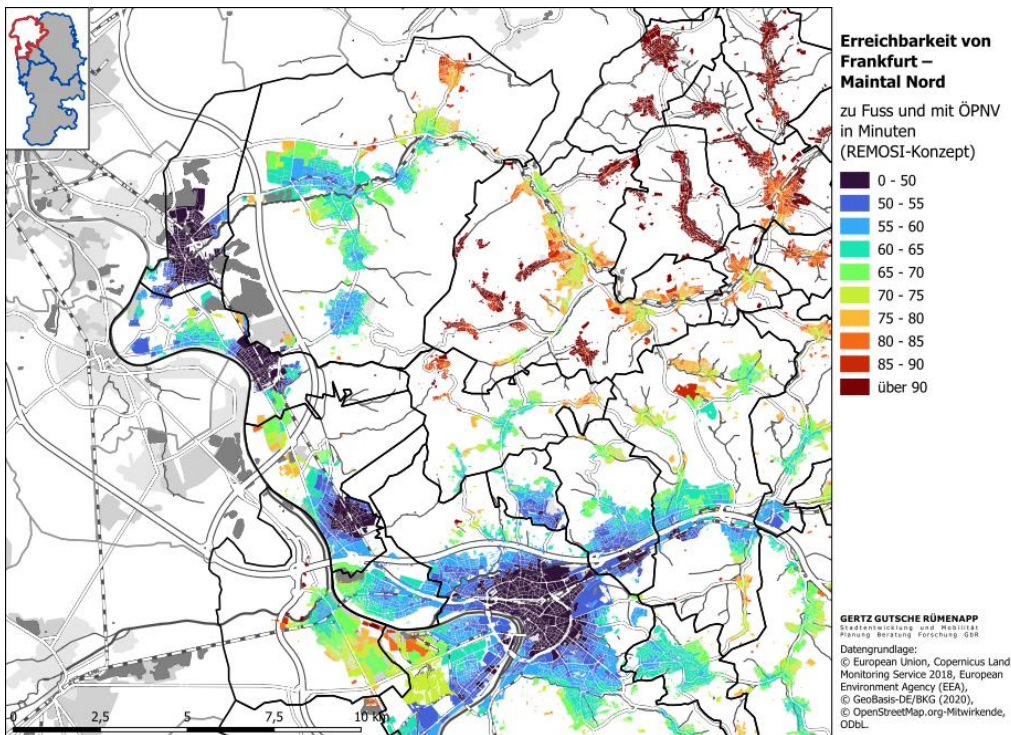 Erreichbarkeit von
Frankfurt –
Maintal Nord
zu Fuss und mit ÖPNV
in Minuten
(REMOSI-Konzept)
0 - 50
50 - 55
55 - 60
60 - 65
65 - 70
70 - 75
75 - 80
80 - 85
85 - 90
über 90
GERTZ GUTSCHE RÜMENAPP
Stadtentwicklung und Mobilität
Planung Beratung Forschung GbR
Datengrundlage:
© European Union, Copernicus Land
Monitoring Service 2018, European
Environment Agency (EEA),
© GeoBasis-DE/BKG (2020),
© OpenStreetMap.org-Mitwirkende,
ODbL.
0 2,5 5 7,5 10 km